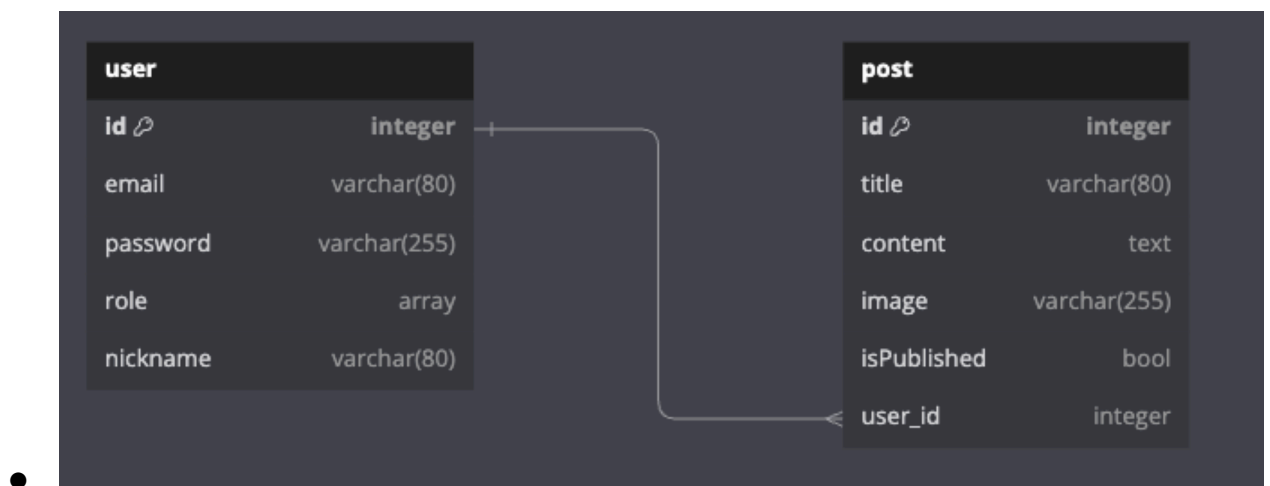 user
id integer
email varchar(80)
password varchar(255)
role array
nickname varchar(80)
post
id integer
title varchar(80)
content text
image varchar(255)
isPublished bool
user_id integer